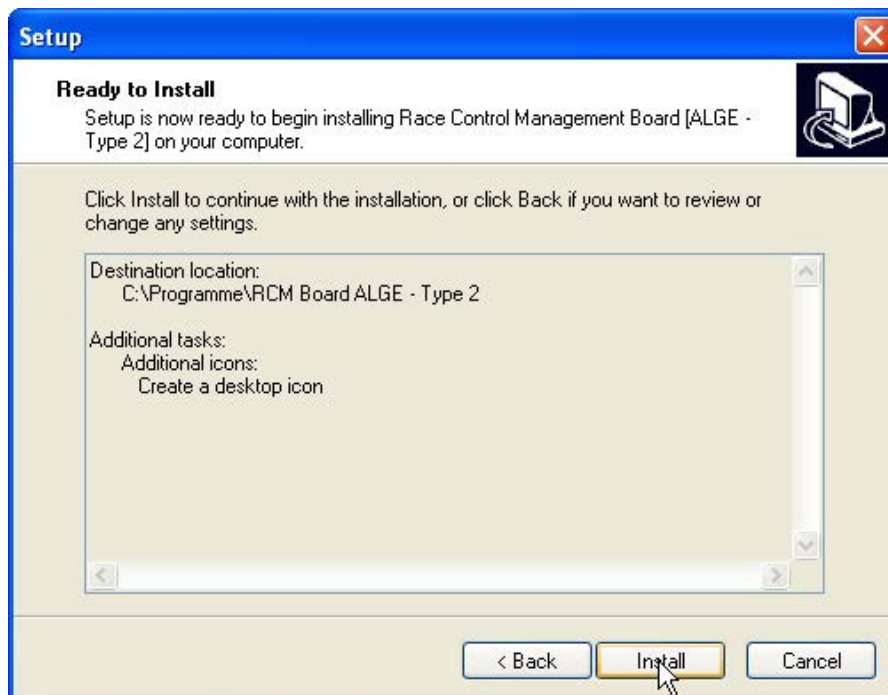 Setup
Ready to Install
Setup is now ready to begin installing Race Control Management Board [ALGE -
Type 2] on your computer.
Click Install to continue with the installation, or click Back if you want to review or
change any settings.
Destination location:
C:\Programme\RCM Board ALGE - Type 2
Additional tasks:
Additional icons:
Create a desktop icon
< Back
Install
Cancel